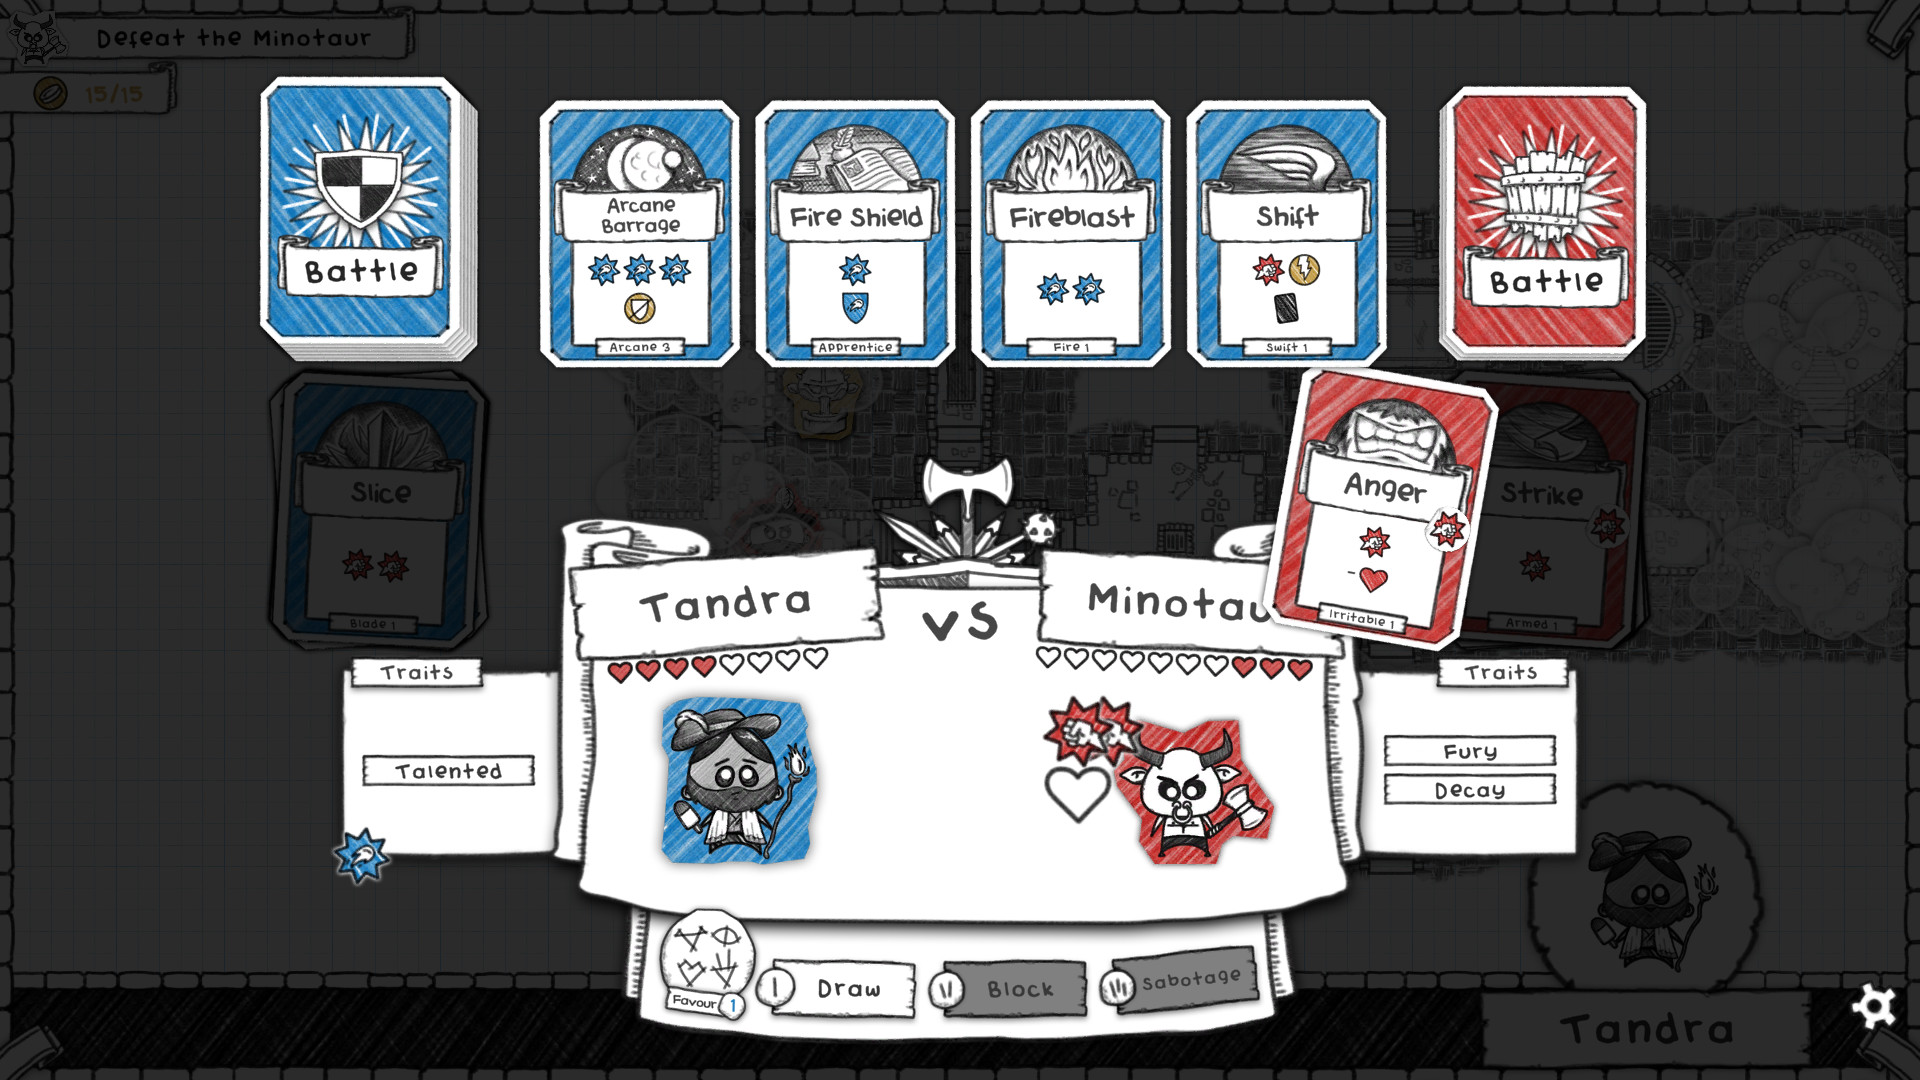 Defeat the Minotaur
15/15
Battle
Arcane
Barrage
Arcane 3
Fire Shield
Apprentice
Fireblast
Fire 1
Shift
Swift 1
Battle
Slice
Blade 1
Anger
Irritable 1
Strike
Armed 1
Tandra
VS
Minotau
Traits
Talented
Traits
Fury
Decay
Favour 1
I Draw
II Block
III Sabotage
Tandra